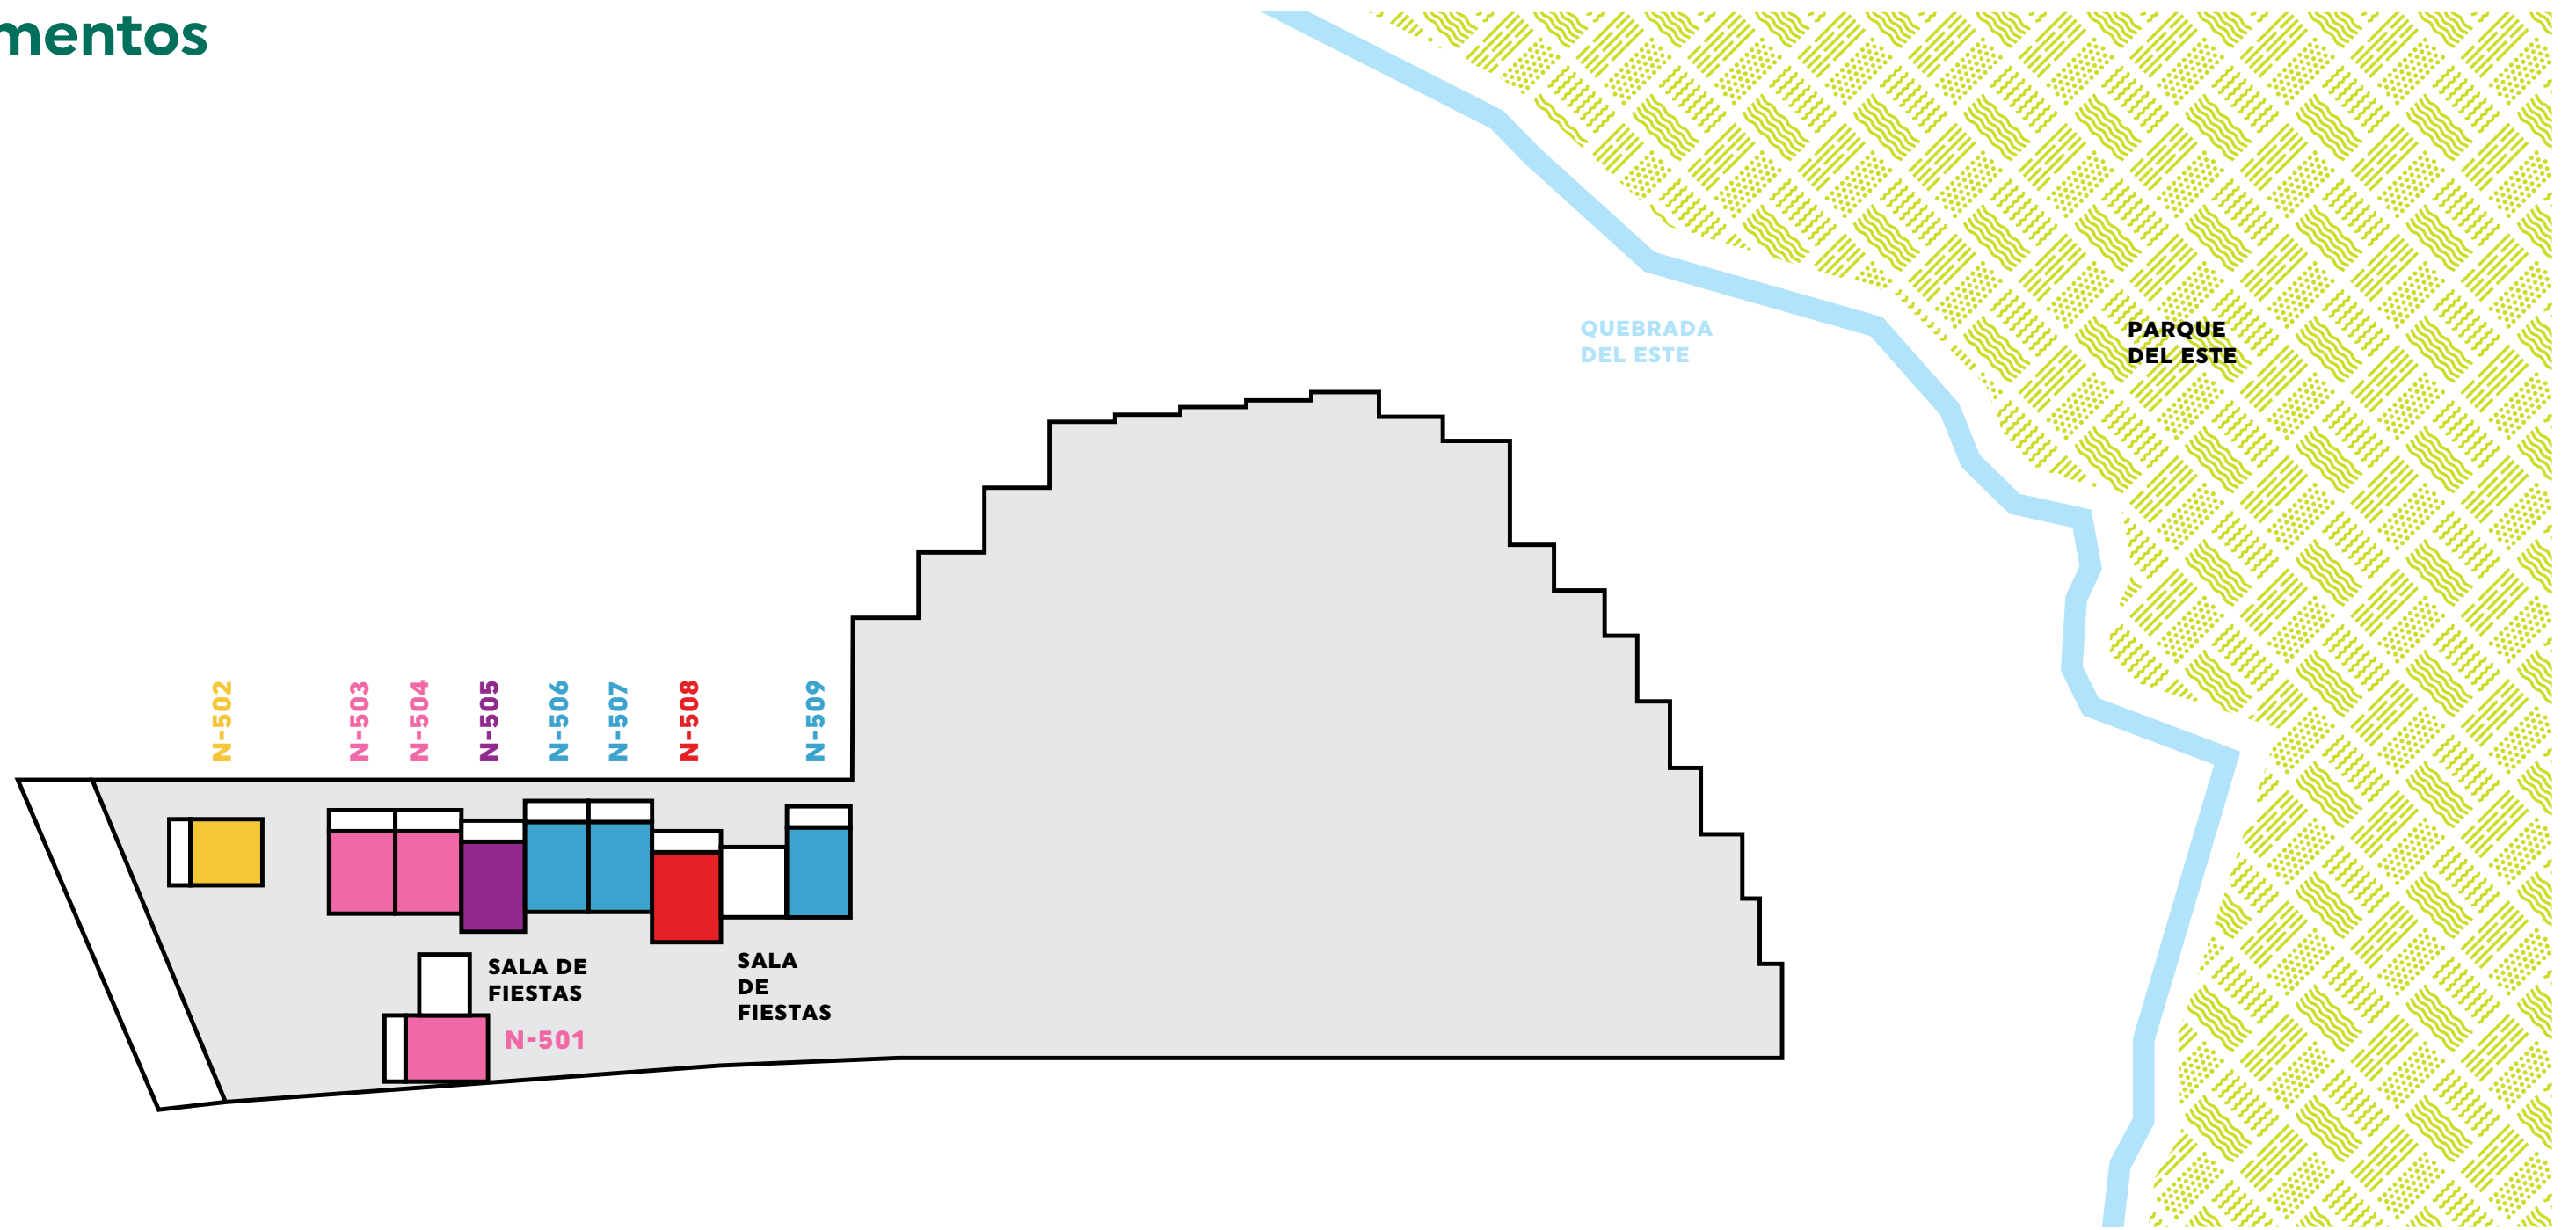 mentos
QUEBRADA
DEL ESTE
PARQUE
DEL ESTE
N-502
N-503
N-504
N-505
N-506
N-507
N-508
N-509
SALA DE
FIESTAS
N-501
SALA
DE
FIESTAS